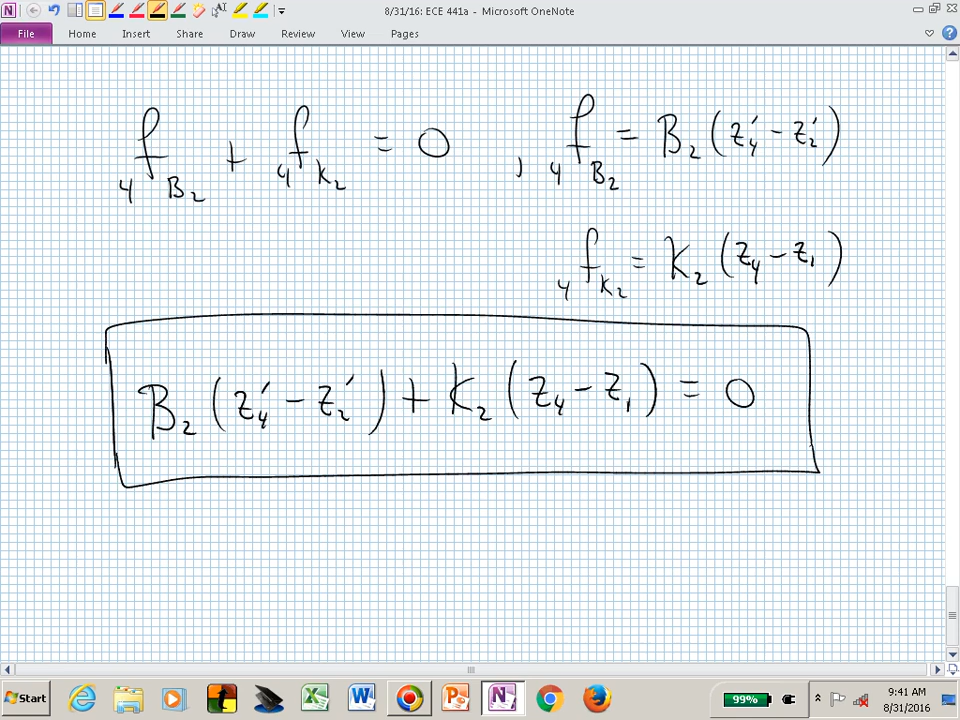 8/31/16: ECE 441a - Microsoft OneNote
File Home Insert Share Draw Review View Pages
₄f_B₂ + ₄f_K₂ = 0 , ₄f_B₂ = B₂(z₄′ − z₂′)
₄f_K₂ = K₂(z₄ − z₁)
B₂(z₄′ − z₂′) + K₂(z₄ − z₁) = 0
Start 99% 9:41 AM
8/31/2016